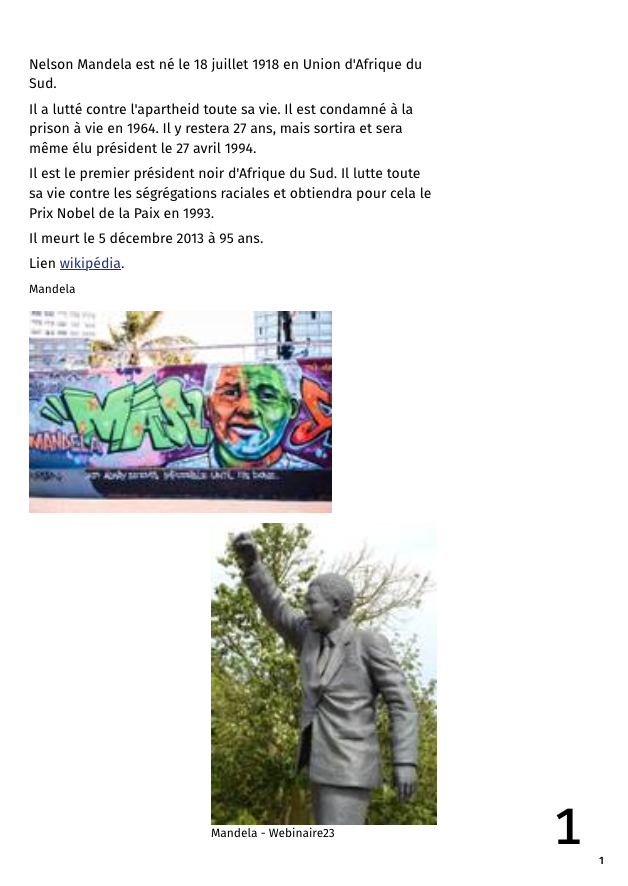 Nelson Mandela est né le 18 juillet 1918 en Union d'Afrique du
Sud.
Il a lutté contre l'apartheid toute sa vie. Il est condamné à la
prison à vie en 1964. Il y restera 27 ans, mais sortira et sera
même élu président le 27 avril 1994.
Il est le premier président noir d'Afrique du Sud. Il lutte toute
sa vie contre les ségrégations raciales et obtiendra pour cela le
Prix Nobel de la Paix en 1993.
Il meurt le 5 décembre 2013 à 95 ans.
Lien wikipédia.
Mandela
MANDELA
IMPOSSIBLE UNTIL
Mandela - Webinaire23
1
1